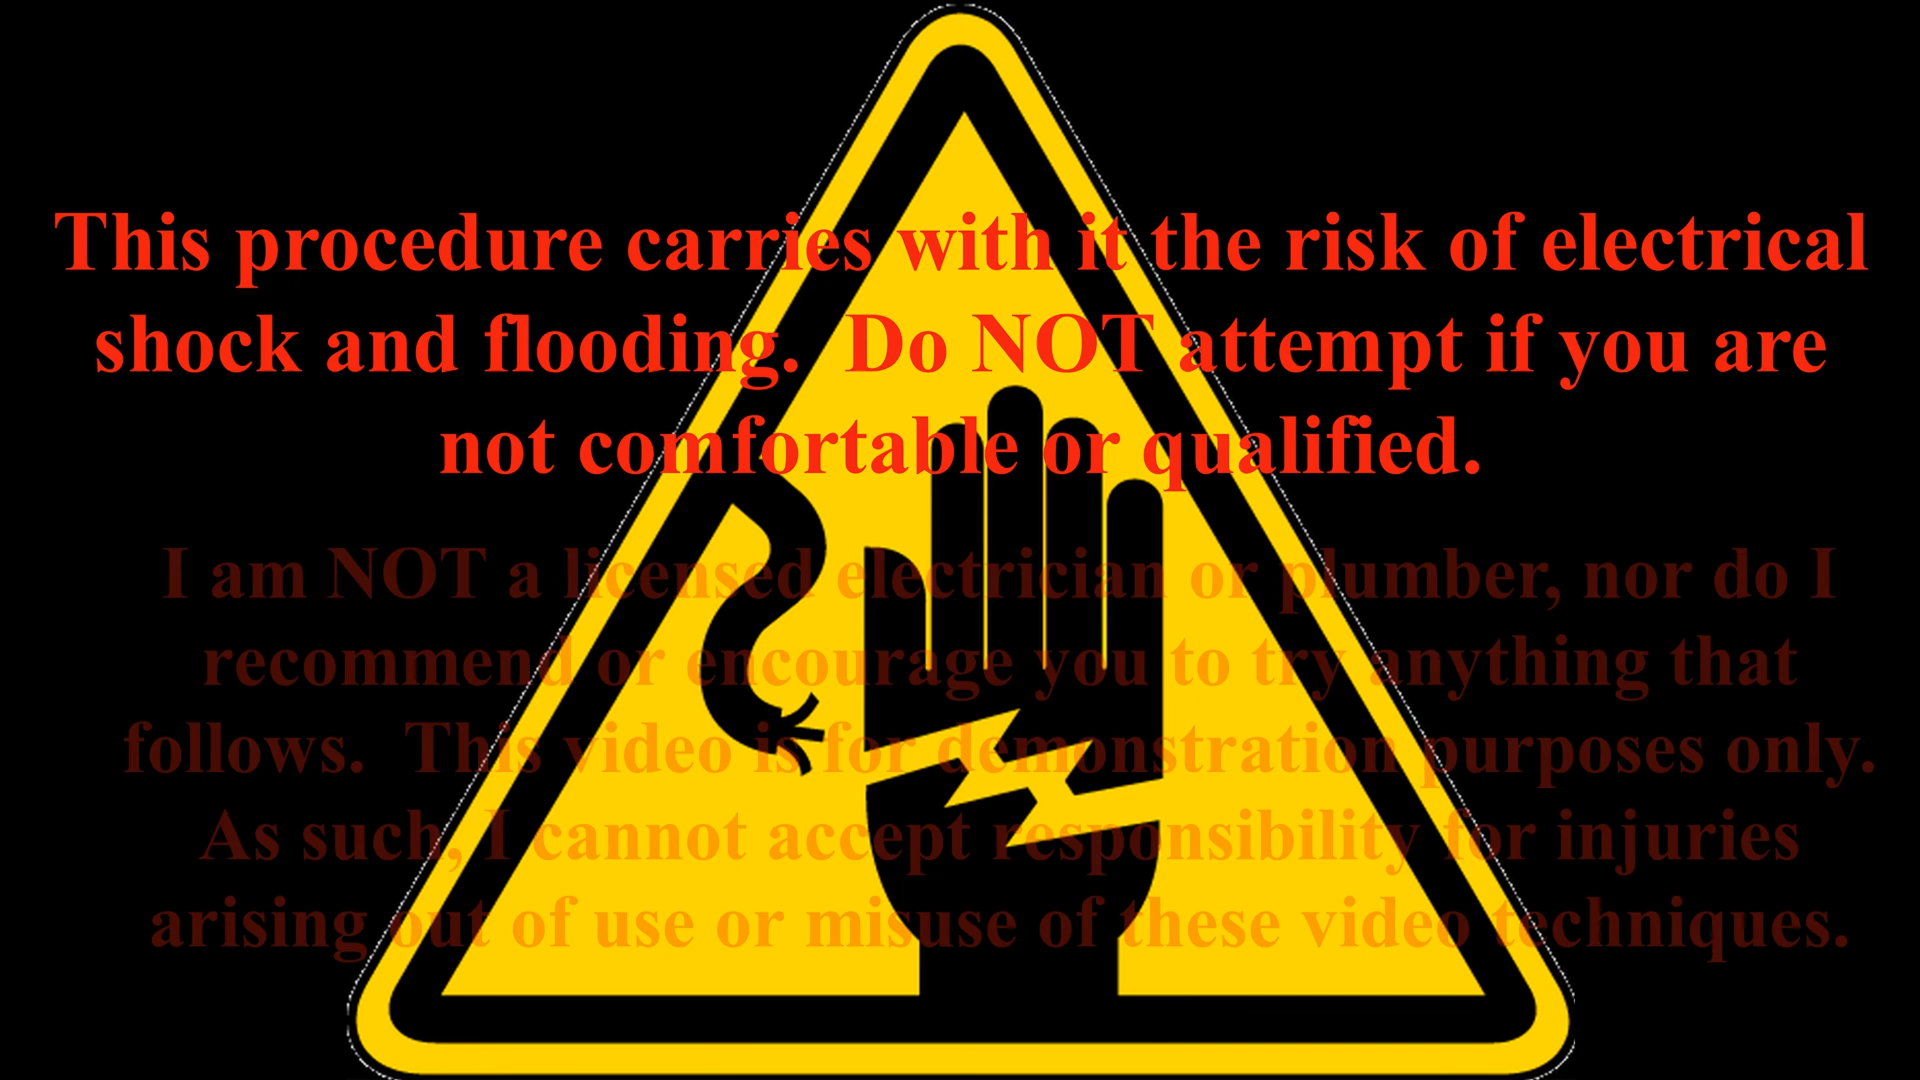 This procedure carries with it the risk of electrical
shock and flooding.  Do NOT attempt if you are
not comfortable or qualified.
I am NOT a licensed electrician or plumber, nor do I
recommend or encourage you to try anything that
follows.  This video is for demonstration purposes only.
As such, I cannot accept responsibility for injuries
arising out of use or misuse of these video techniques.